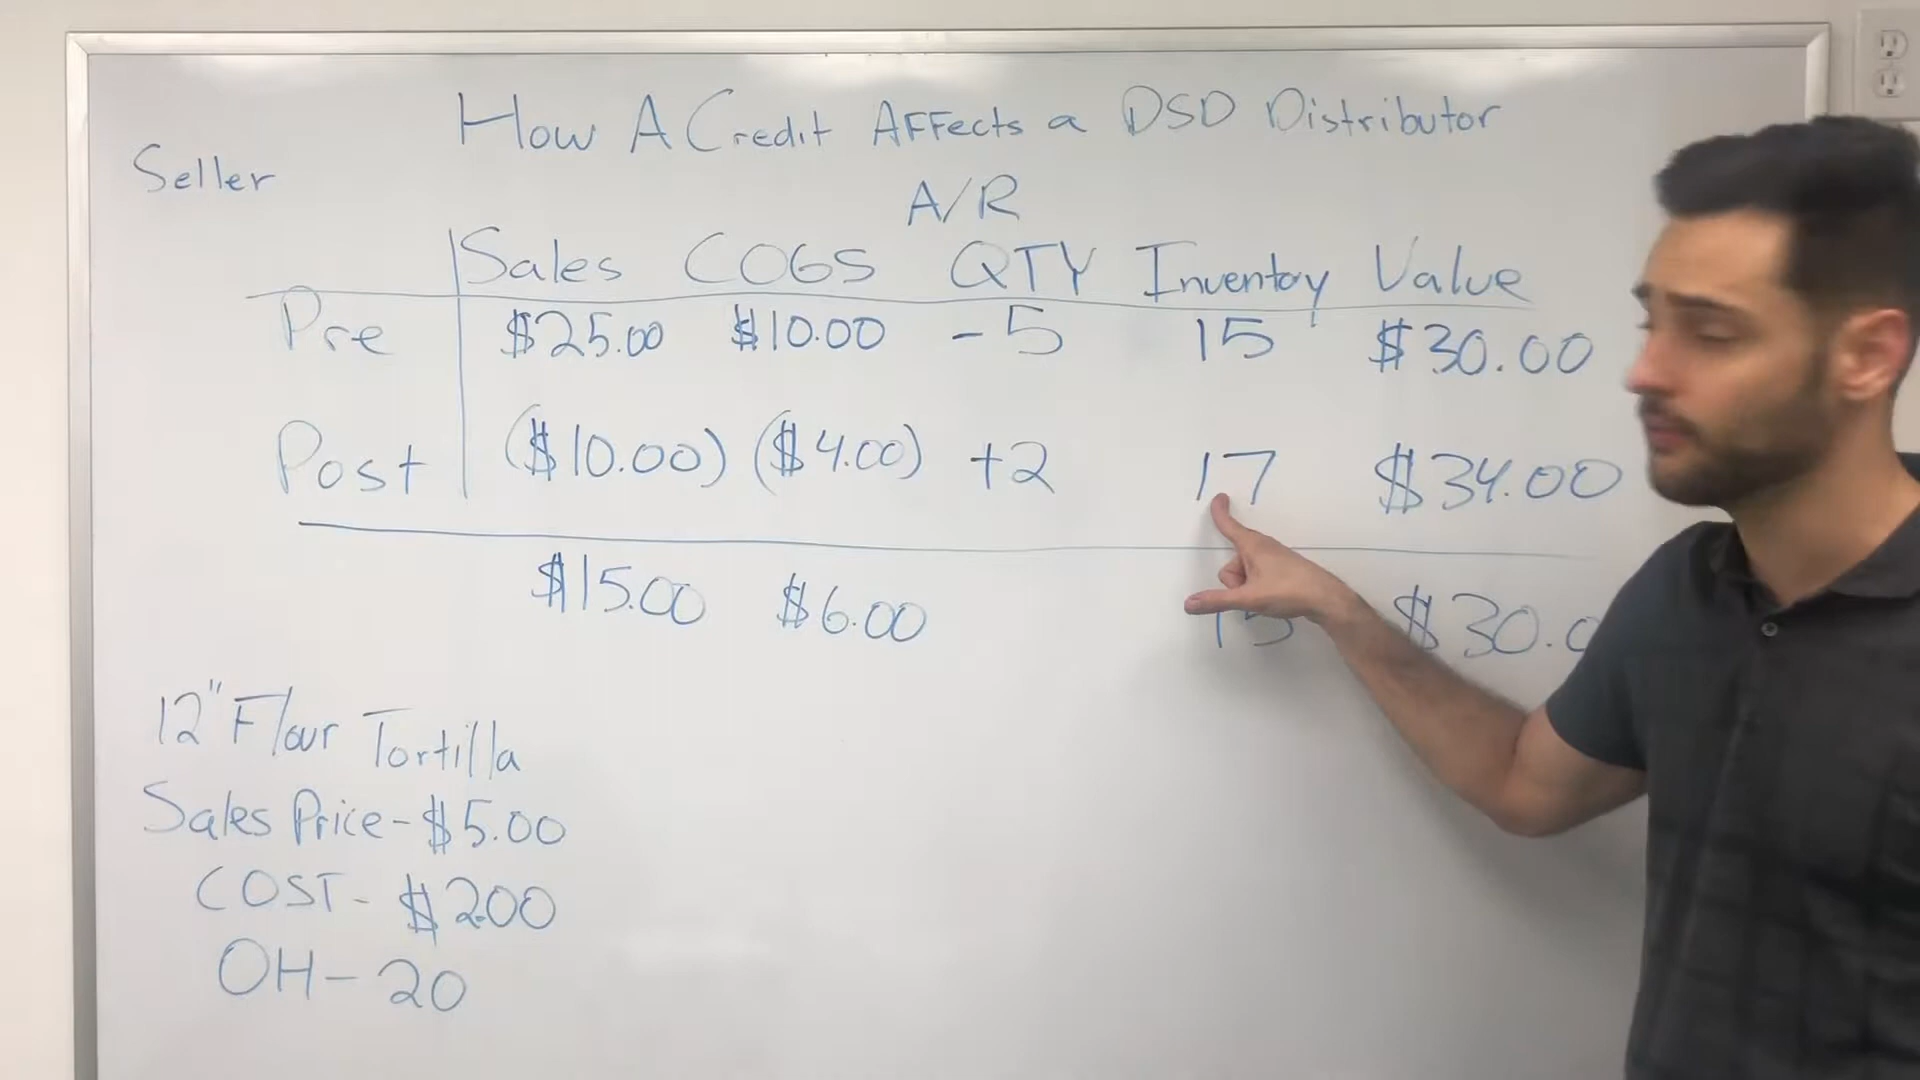 How A Credit Affects a DSD Distributor
Seller
A/R
Sales COGS QTY Inventory Value
Pre $25.00 $10.00 -5 15 $30.00
Post ($10.00) ($4.00) +2 17 $34.00
$15.00 $6.00 15 $30.0
12" Flour Tortilla
Sales Price - $5.00
COST - $2.00
OH - 20